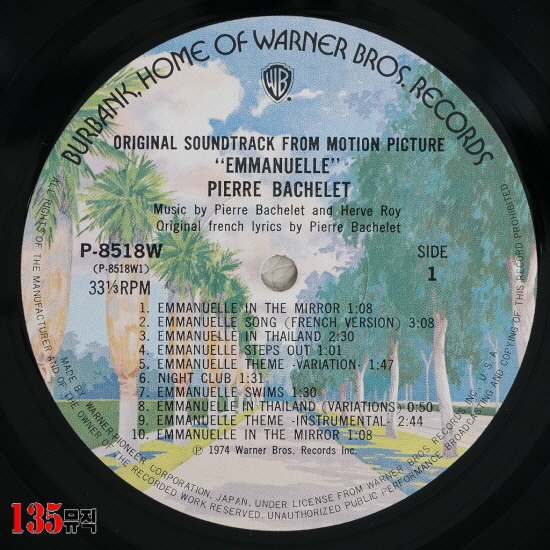 BURBANK, HOME OF WARNER BROS. RECORDS
WB
ORIGINAL SOUNDTRACK FROM MOTION PICTURE
"EMMANUELLE"
PIERRE BACHELET
Music by Pierre Bachelet and Herve Roy
Original french lyrics by Pierre Bachelet
P-8518W
(P-8518W1)
33⅓RPM
SIDE
1
1. EMMANUELLE IN THE MIRROR 1:08
2. EMMANUELLE SONG (FRENCH VERSION) 3:08
3. EMMANUELLE IN THAILAND 2:30
4. EMMANUELLE STEPS OUT 1:01
5. EMMANUELLE THEME -VARIATION- 1:47
6. NIGHT CLUB 1:31
7. EMMANUELLE SWIMS 1:30
8. EMMANUELLE IN THAILAND (VARIATIONS) 0:50
9. EMMANUELLE THEME -INSTRUMENTAL- 2:44
10. EMMANUELLE IN THE MIRROR 1:08
Ⓟ 1974 Warner Bros. Records Inc.
MADE BY WARNER-PIONEER CORPORATION, JAPAN, UNDER LICENSE FROM WARNER BROS. RECORDS, INC., U.S.A.
ALL RIGHTS OF THE MANUFACTURER AND OF THE OWNER OF THE RECORDED WORK RESERVED. UNAUTHORIZED PUBLIC PERFORMANCE, BROADCASTING AND COPYING OF THIS RECORD PROHIBITED
135뮤직